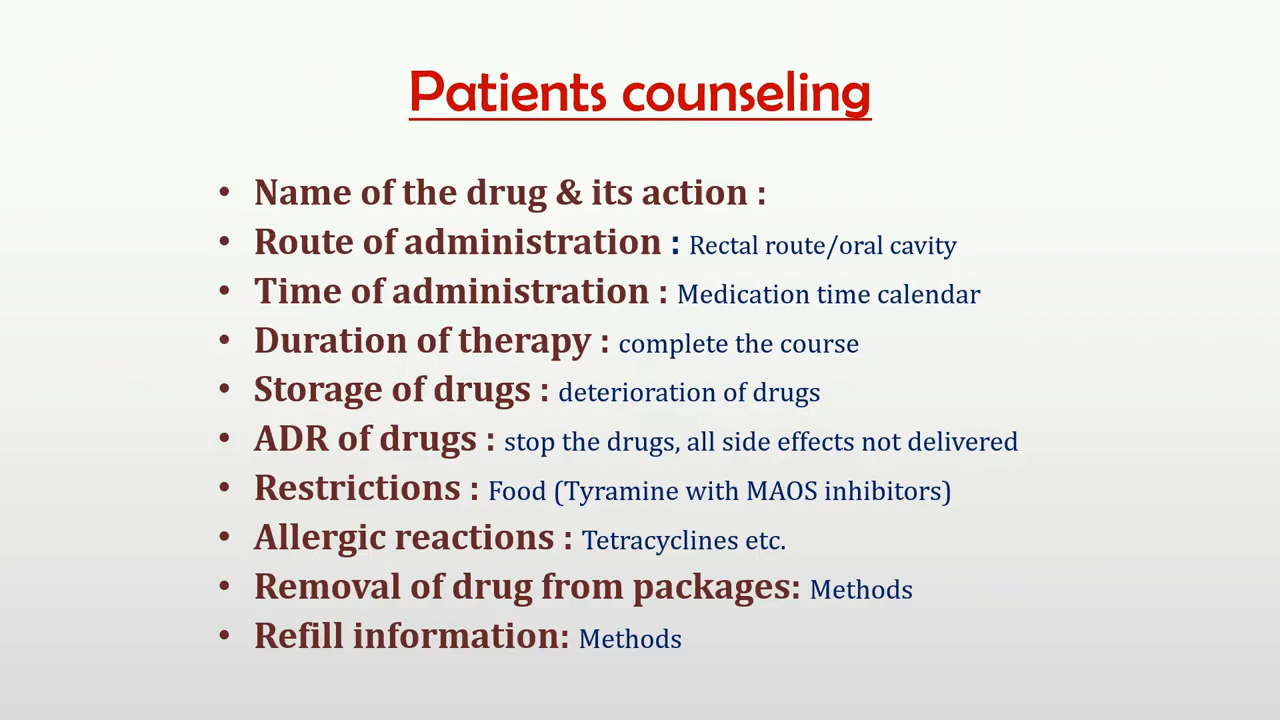 Patients counseling
• Name of the drug & its action :
• Route of administration : Rectal route/oral cavity
• Time of administration : Medication time calendar
• Duration of therapy : complete the course
• Storage of drugs : deterioration of drugs
• ADR of drugs : stop the drugs, all side effects not delivered
• Restrictions : Food (Tyramine with MAOS inhibitors)
• Allergic reactions : Tetracyclines etc.
• Removal of drug from packages: Methods
• Refill information: Methods